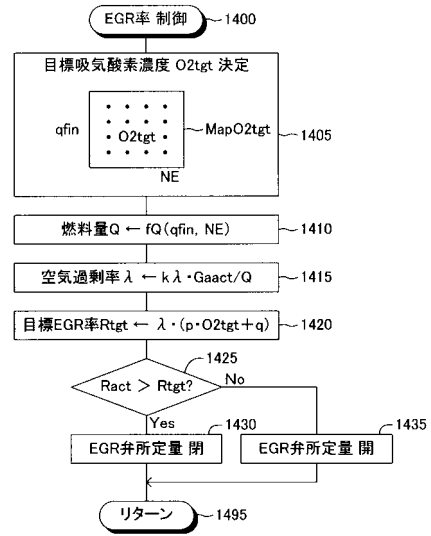 EGR率 制御
1400
目標吸気酸素濃度 O2tgt 決定
qfin
O2tgt
MapO2tgt
NE
1405
燃料量Q ← fQ(qfin, NE)
1410
空気過剰率λ ← kλ・Gaact/Q
1415
目標EGR率Rtgt ← λ・(p・O2tgt+q)
1420
1425
Ract > Rtgt?
No
Yes
1430
1435
EGR弁所定量 閉
EGR弁所定量 開
リターン
1495